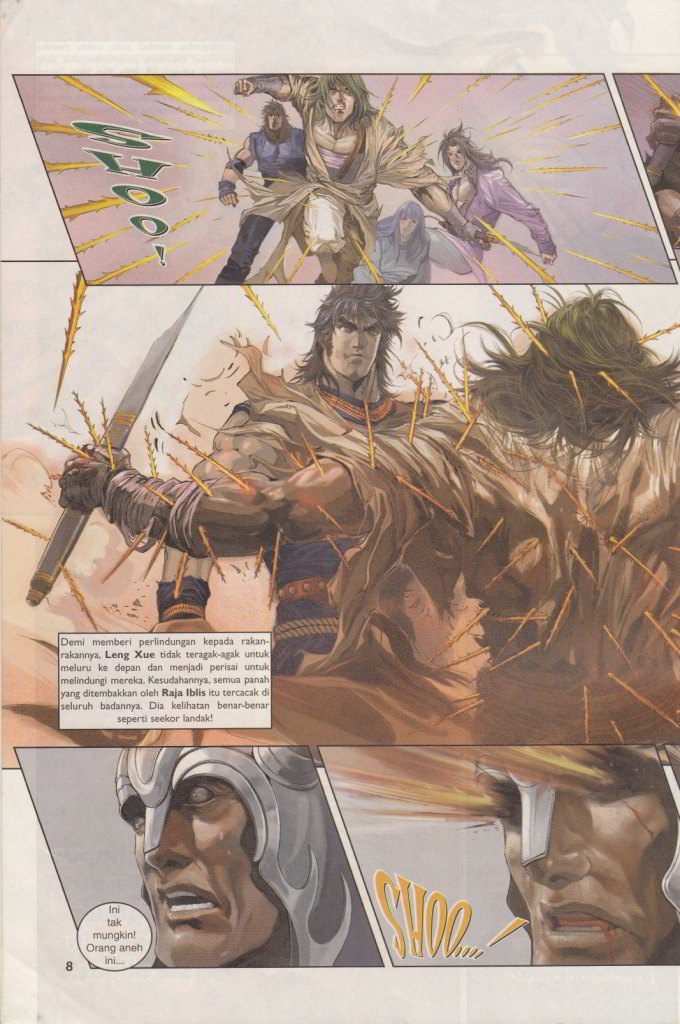 SHOO!
Demi memberi perlindungan kepada rakan-
rakannya, Leng Xue tidak teragak-agak untuk
meluru ke depan dan menjadi perisai untuk
melindungi mereka. Kesudahannya, semua panah
yang ditembakkan oleh Raja Iblis itu tercacak di
seluruh badannya. Dia kelihatan benar-benar
seperti seekor landak!
Ini
tak
mungkin!
Orang aneh
ini...
SHOO...!
8